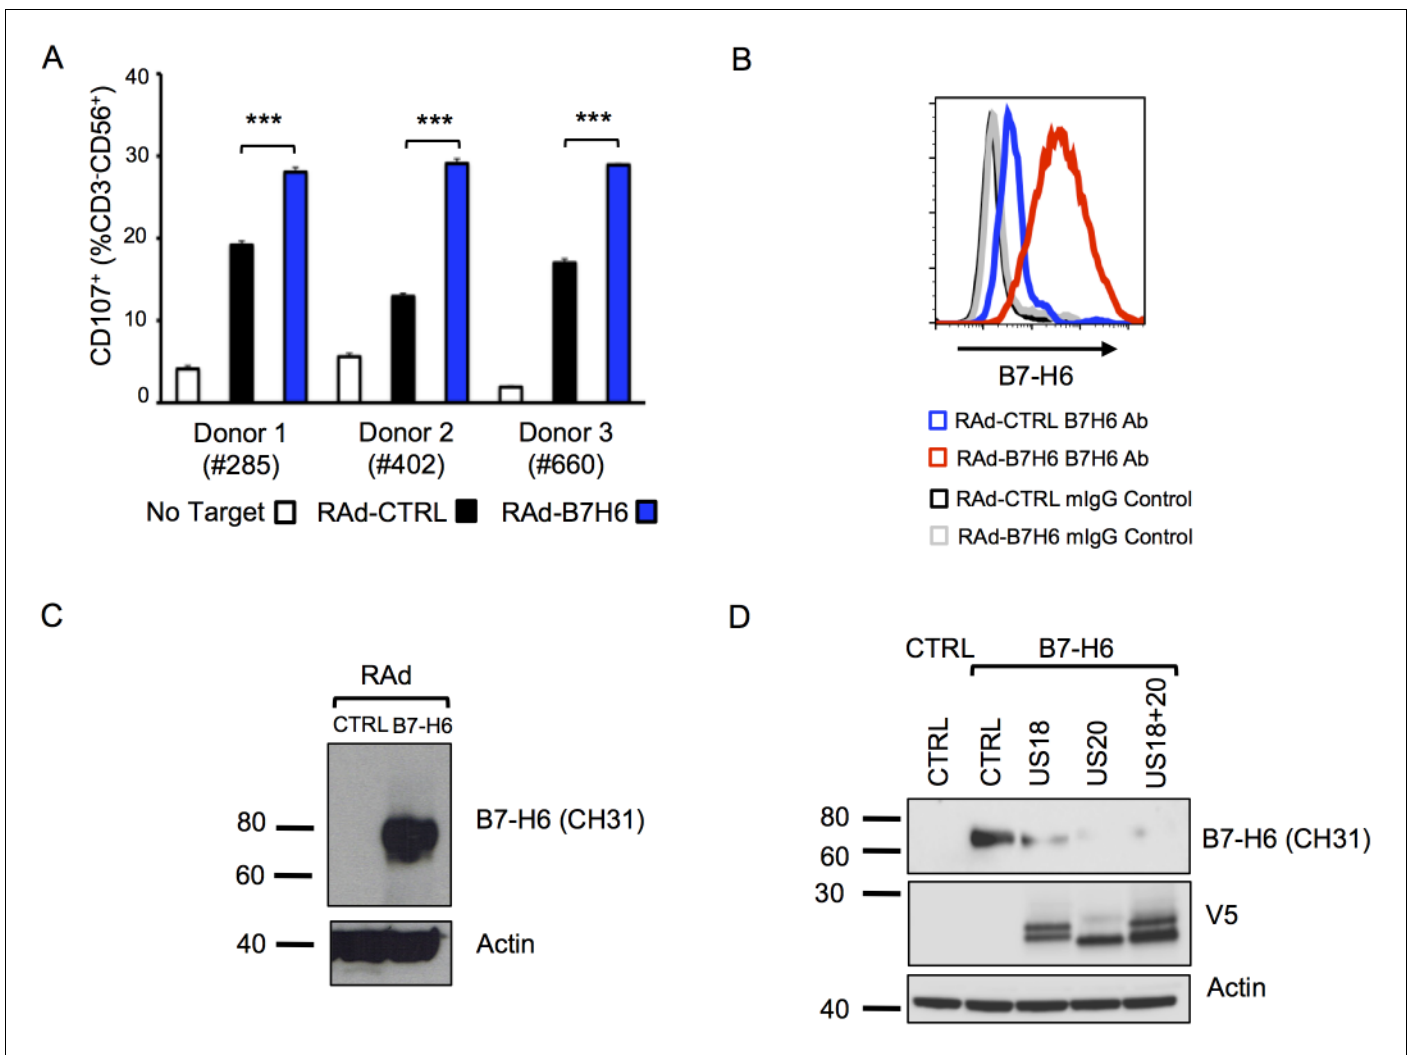 A
CD107⁺ (%CD3-CD56⁺)
40
30
20
10
0
***
***
***
Donor 1
(#285)
Donor 2
(#402)
Donor 3
(#660)
No Target
RAd-CTRL
RAd-B7H6
B
B7-H6
RAd-CTRL B7H6 Ab
RAd-B7H6 B7H6 Ab
RAd-CTRL mIgG Control
RAd-B7H6 mIgG Control
C
RAd
CTRL B7-H6
80
60
B7-H6 (CH31)
40
Actin
D
CTRL
B7-H6
CTRL
CTRL
US18
US20
US18+20
80
60
B7-H6 (CH31)
30
V5
40
Actin